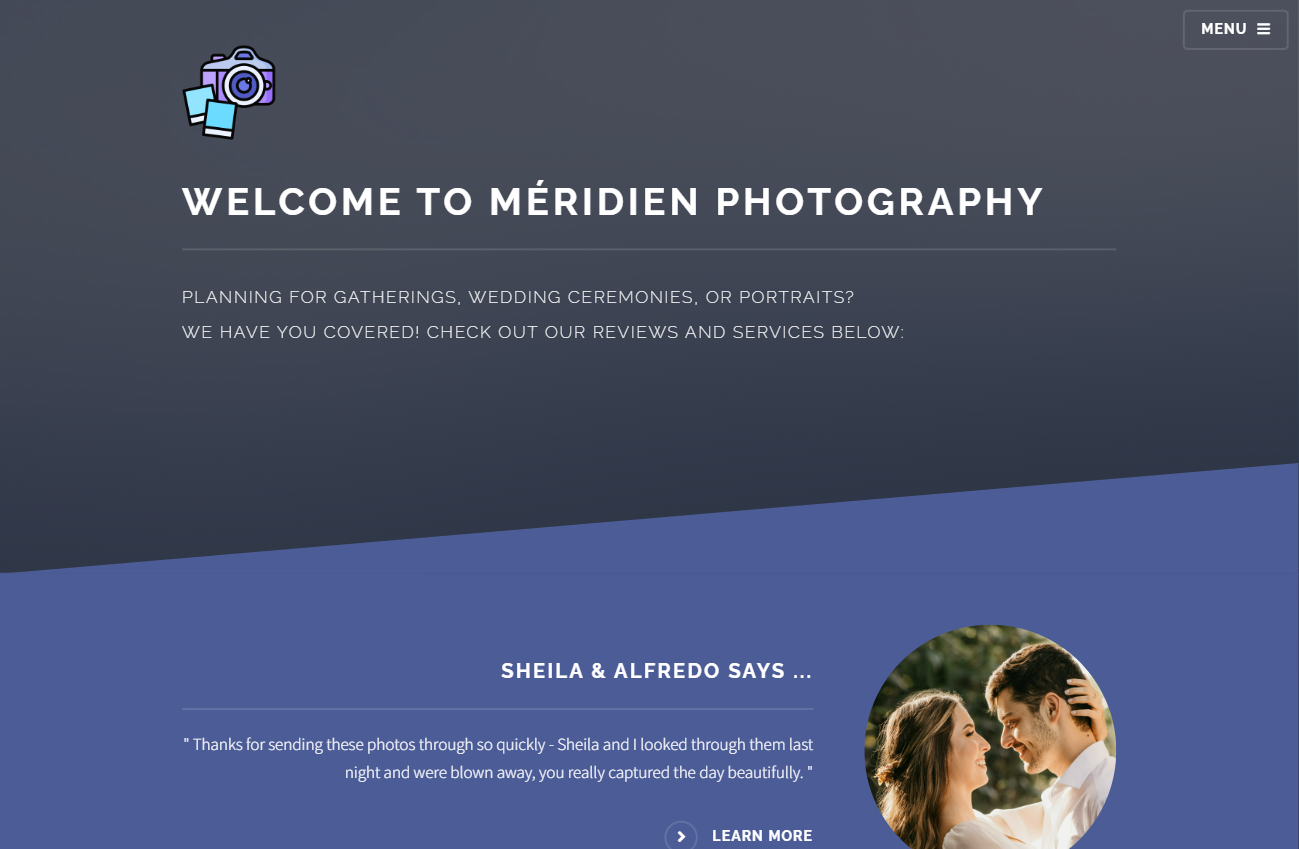 MENU
WELCOME TO MÉRIDIEN PHOTOGRAPHY
PLANNING FOR GATHERINGS, WEDDING CEREMONIES, OR PORTRAITS?
WE HAVE YOU COVERED! CHECK OUT OUR REVIEWS AND SERVICES BELOW:
SHEILA & ALFREDO SAYS ...
" Thanks for sending these photos through so quickly - Sheila and I looked through them last
night and were blown away, you really captured the day beautifully. "
LEARN MORE